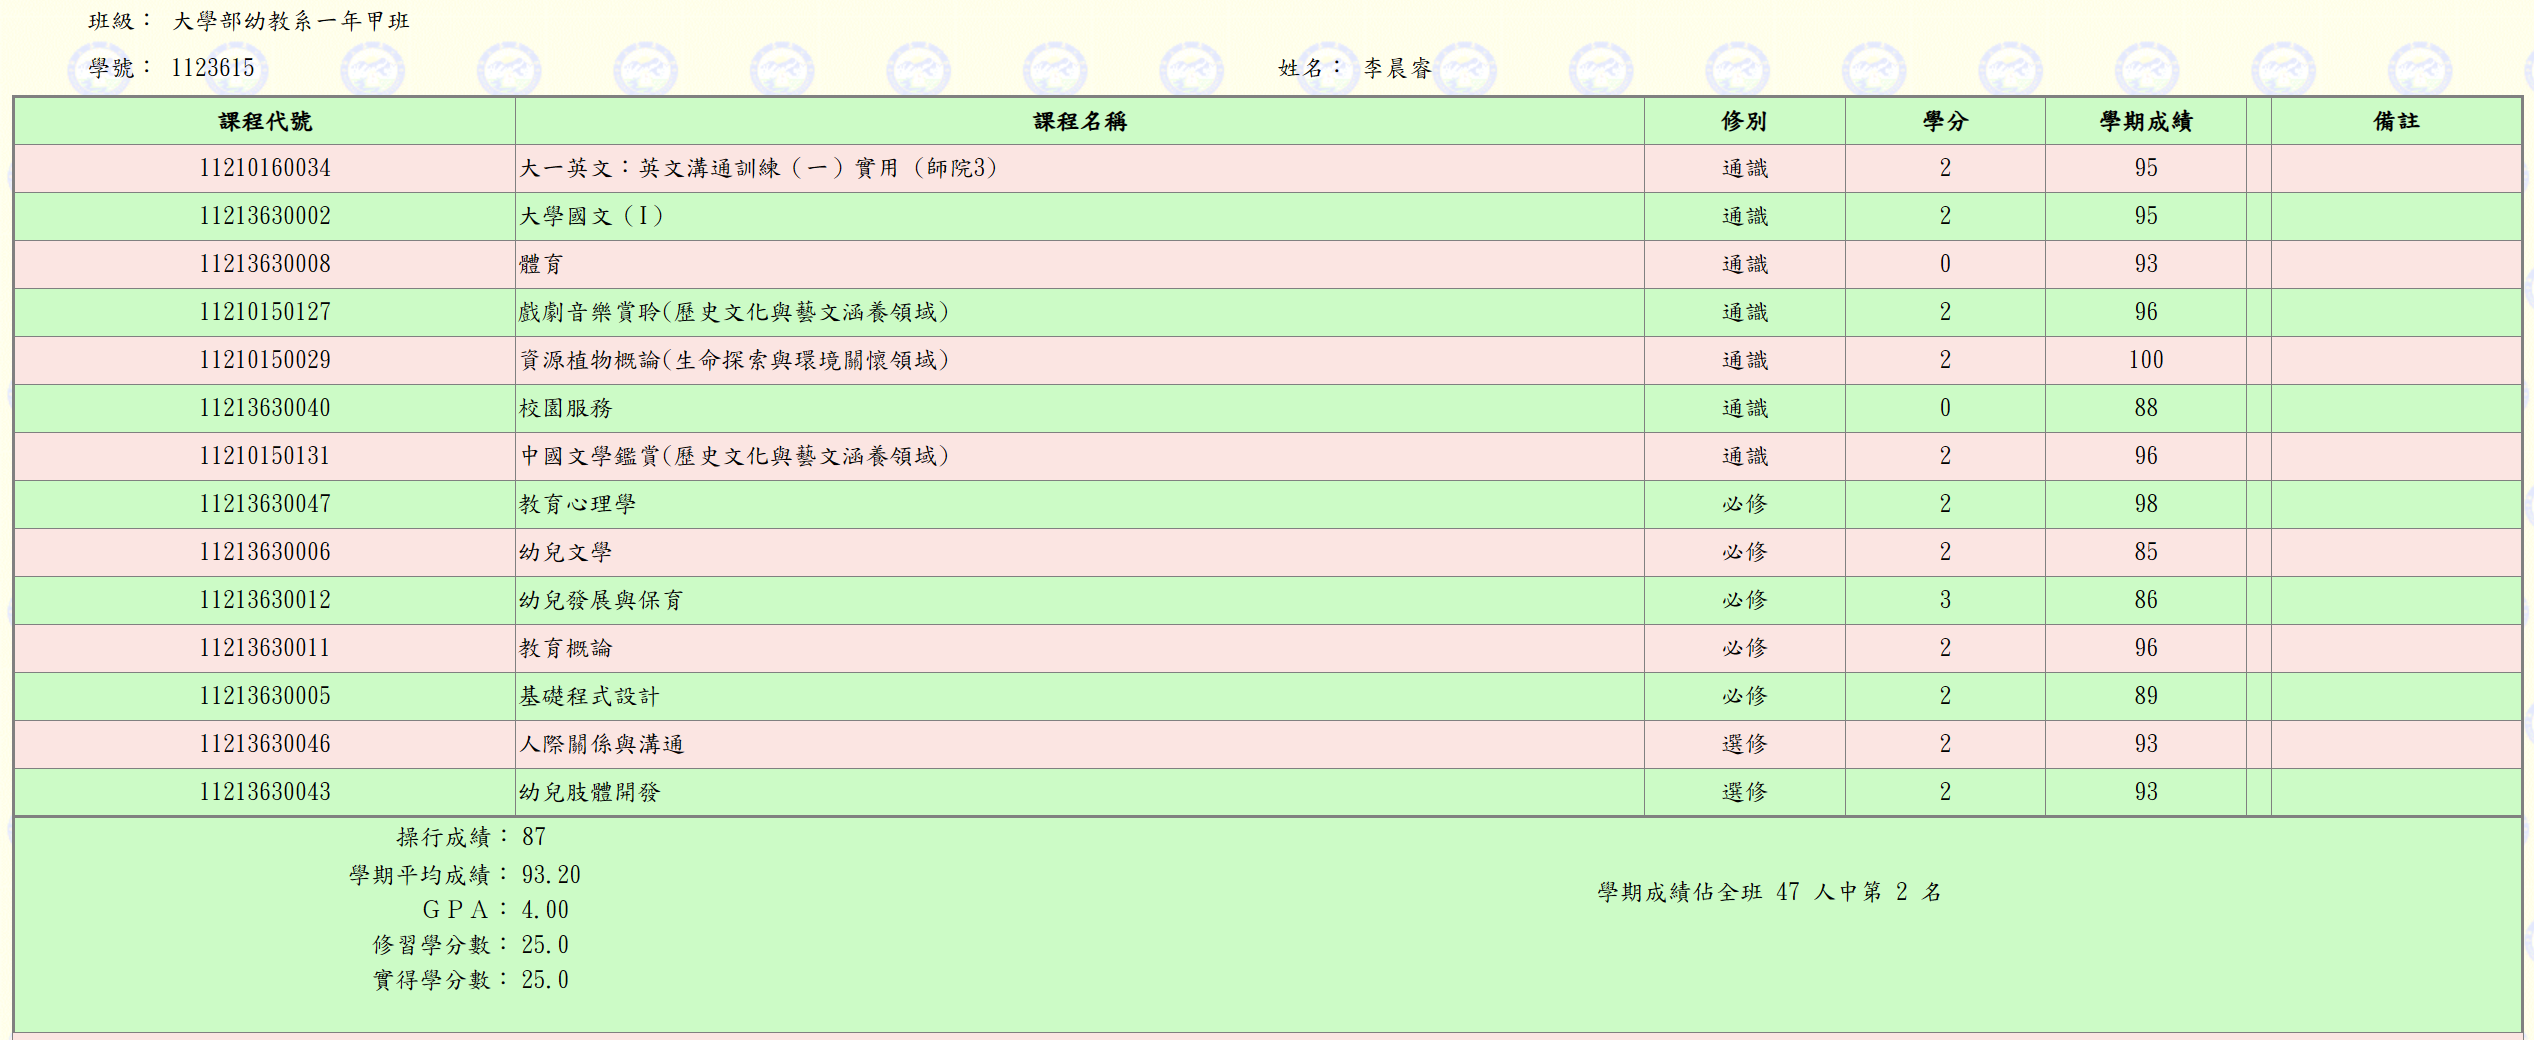 班級： 大學部幼教系一年甲班
學號： 1123615 姓名： 李晨睿
課程代號 課程名稱 修別 學分 學期成績 備註
11210160034 大一英文：英文溝通訓練（一）實用（師院3） 通識 2 95
11213630002 大學國文（I） 通識 2 95
11213630008 體育 通識 0 93
11210150127 戲劇音樂賞聆(歷史文化與藝文涵養領域) 通識 2 96
11210150029 資源植物概論(生命探索與環境關懷領域) 通識 2 100
11213630040 校園服務 通識 0 88
11210150131 中國文學鑑賞(歷史文化與藝文涵養領域) 通識 2 96
11213630047 教育心理學 必修 2 98
11213630006 幼兒文學 必修 2 85
11213630012 幼兒發展與保育 必修 3 86
11213630011 教育概論 必修 2 96
11213630005 基礎程式設計 必修 2 89
11213630046 人際關係與溝通 選修 2 93
11213630043 幼兒肢體開發 選修 2 93
操行成績： 87
學期平均成績： 93.20
學期成績佔全班 47 人中第 2 名
ＧＰＡ： 4.00
修習學分數： 25.0
實得學分數： 25.0